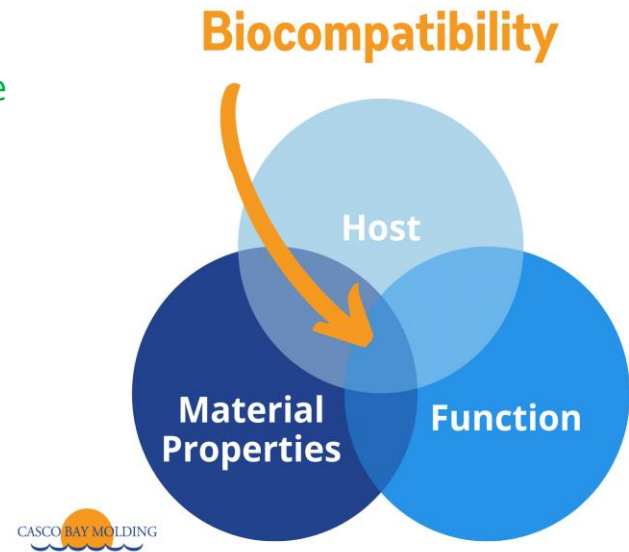 Biocompatibility
e
Host
Material
Properties
Function
CASCO BAY MOLDING